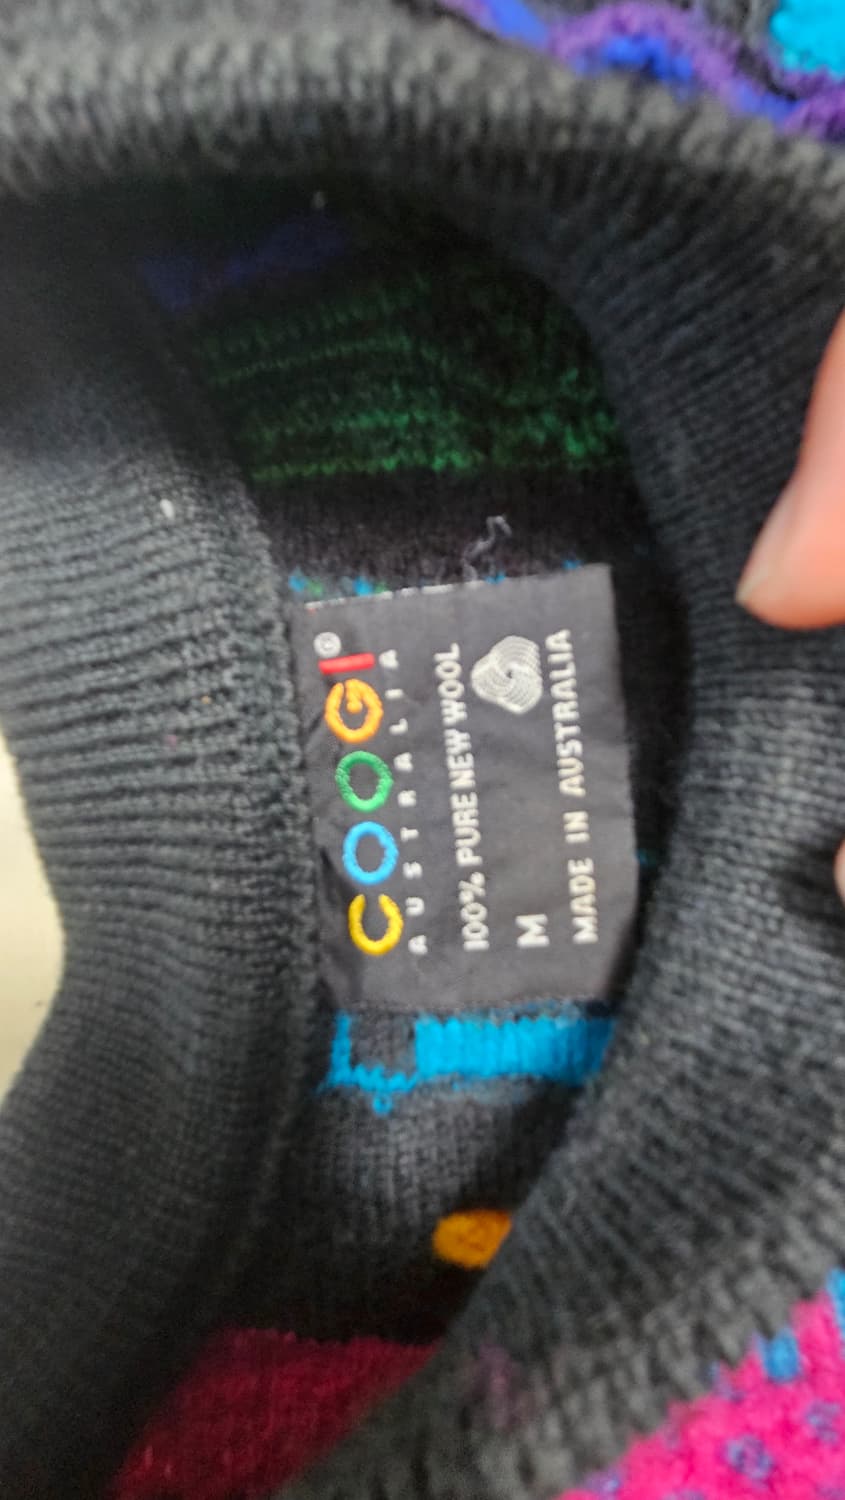 COOGI©
AUSTRALIA
100% PURE NEW WOOL
M
MADE IN AUSTRALIA